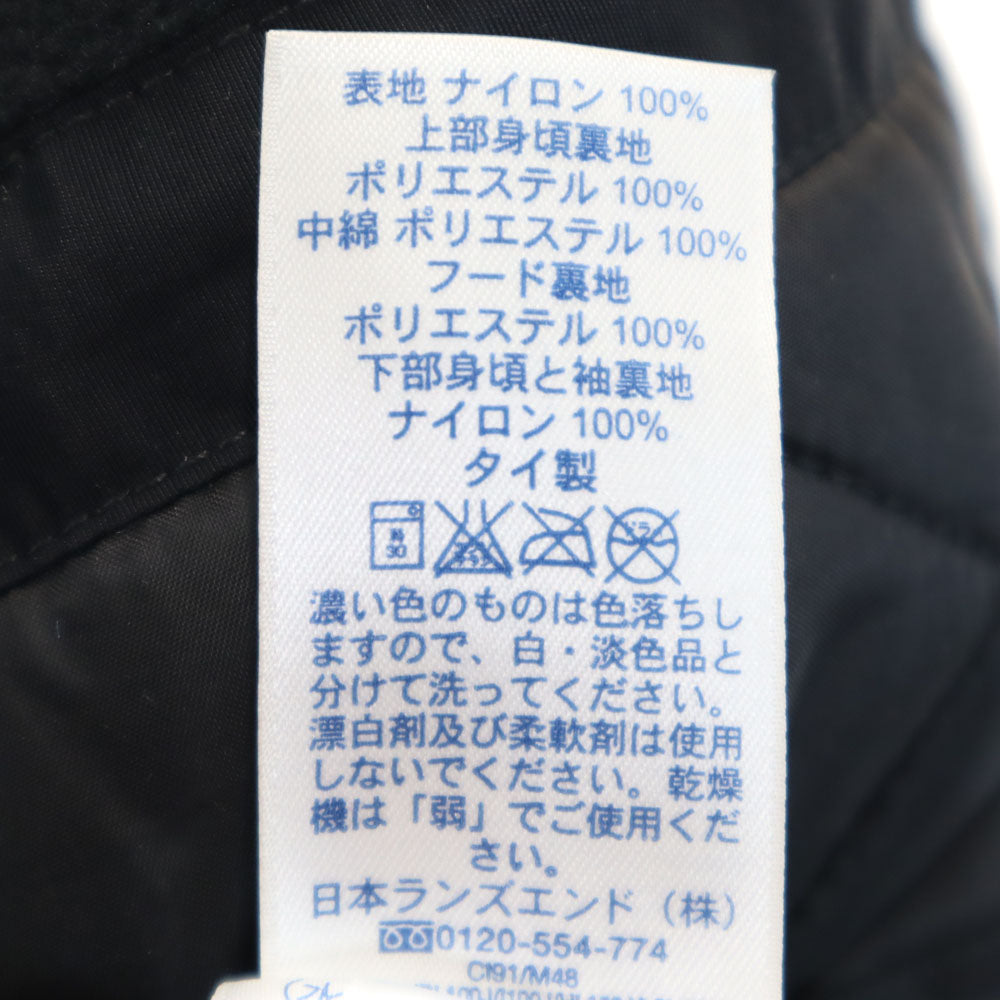 表地 ナイロン 100%
上部身頃裏地
ポリエステル 100%
中綿 ポリエステル 100%
フード裏地
ポリエステル 100%
下部身頃と袖裏地
ナイロン 100%
タイ製
30
濃い色のものは色落ちし
ますので、白・淡色品と
分けて洗ってください。
漂白剤及び柔軟剤は使用
しないでください。乾燥
機は「弱」でご使用くだ
さい。
日本ランズエンド（株）
0120-554-774
C191/M48